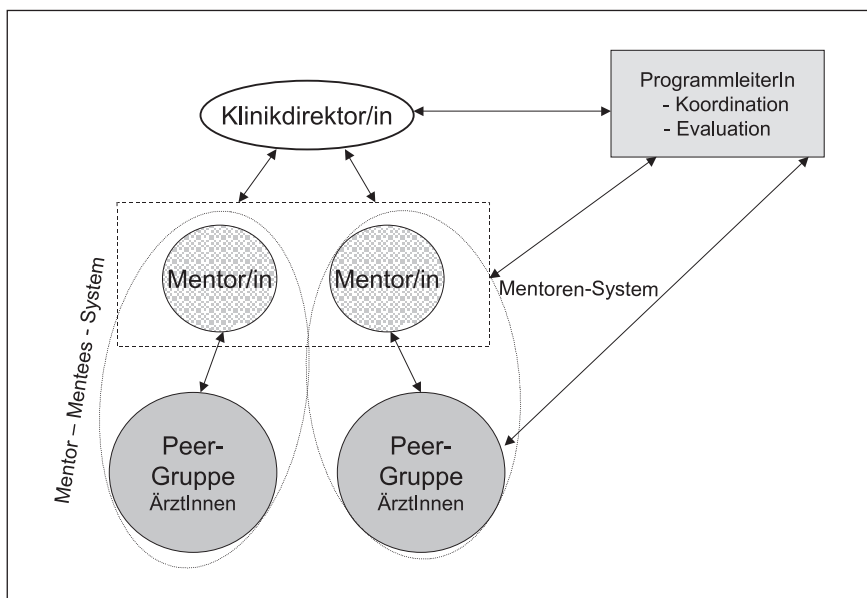 ProgrammleiterIn
- Koordination
- Evaluation
Klinikdirektor/in
Mentor/in
Mentor/in
Mentoren-System
Mentor – Mentees - System
Peer-
Gruppe
ÄrztInnen
Peer-
Gruppe
ÄrztInnen